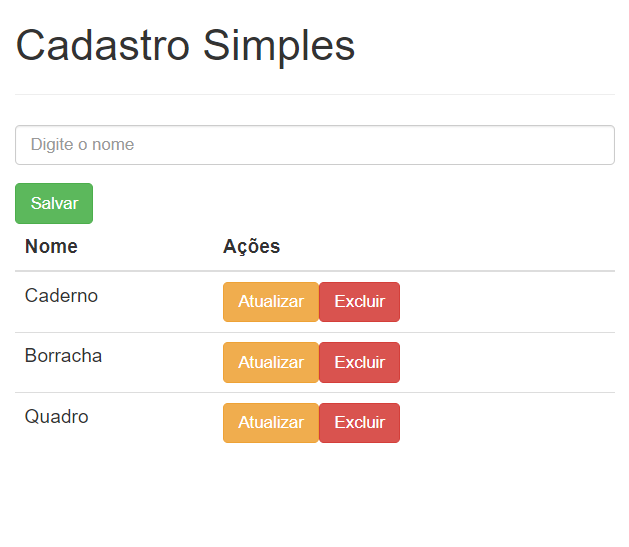 Cadastro Simples
Digite o nome
Salvar
Nome Ações
Caderno Atualizar Excluir
Borracha Atualizar Excluir
Quadro Atualizar Excluir